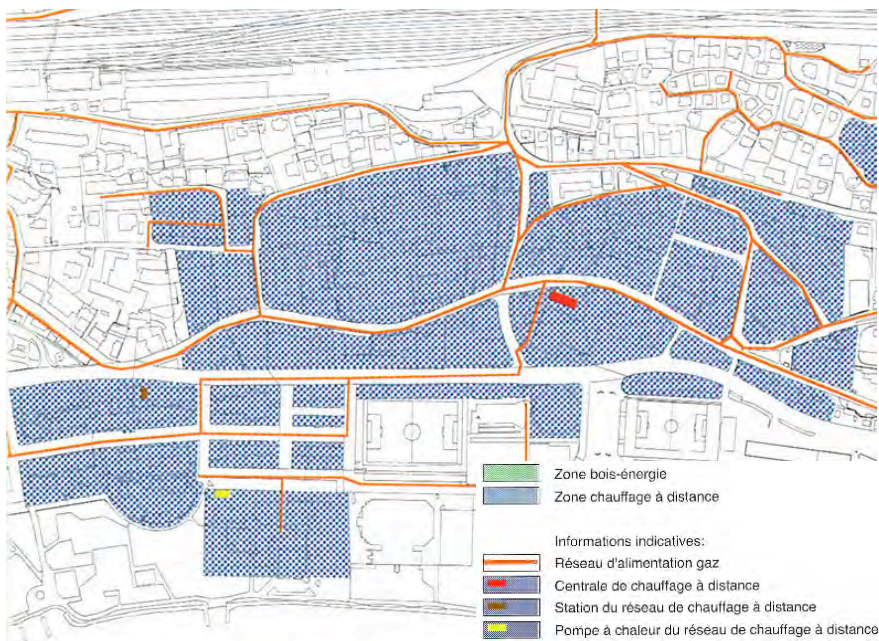 Zone bois-énergie
Zone chauffage à distance
Informations indicatives:
Réseau d'alimentation gaz
Centrale de chauffage à distance
Station du réseau de chauffage à distance
Pompe à chaleur du réseau de chauffage à distance